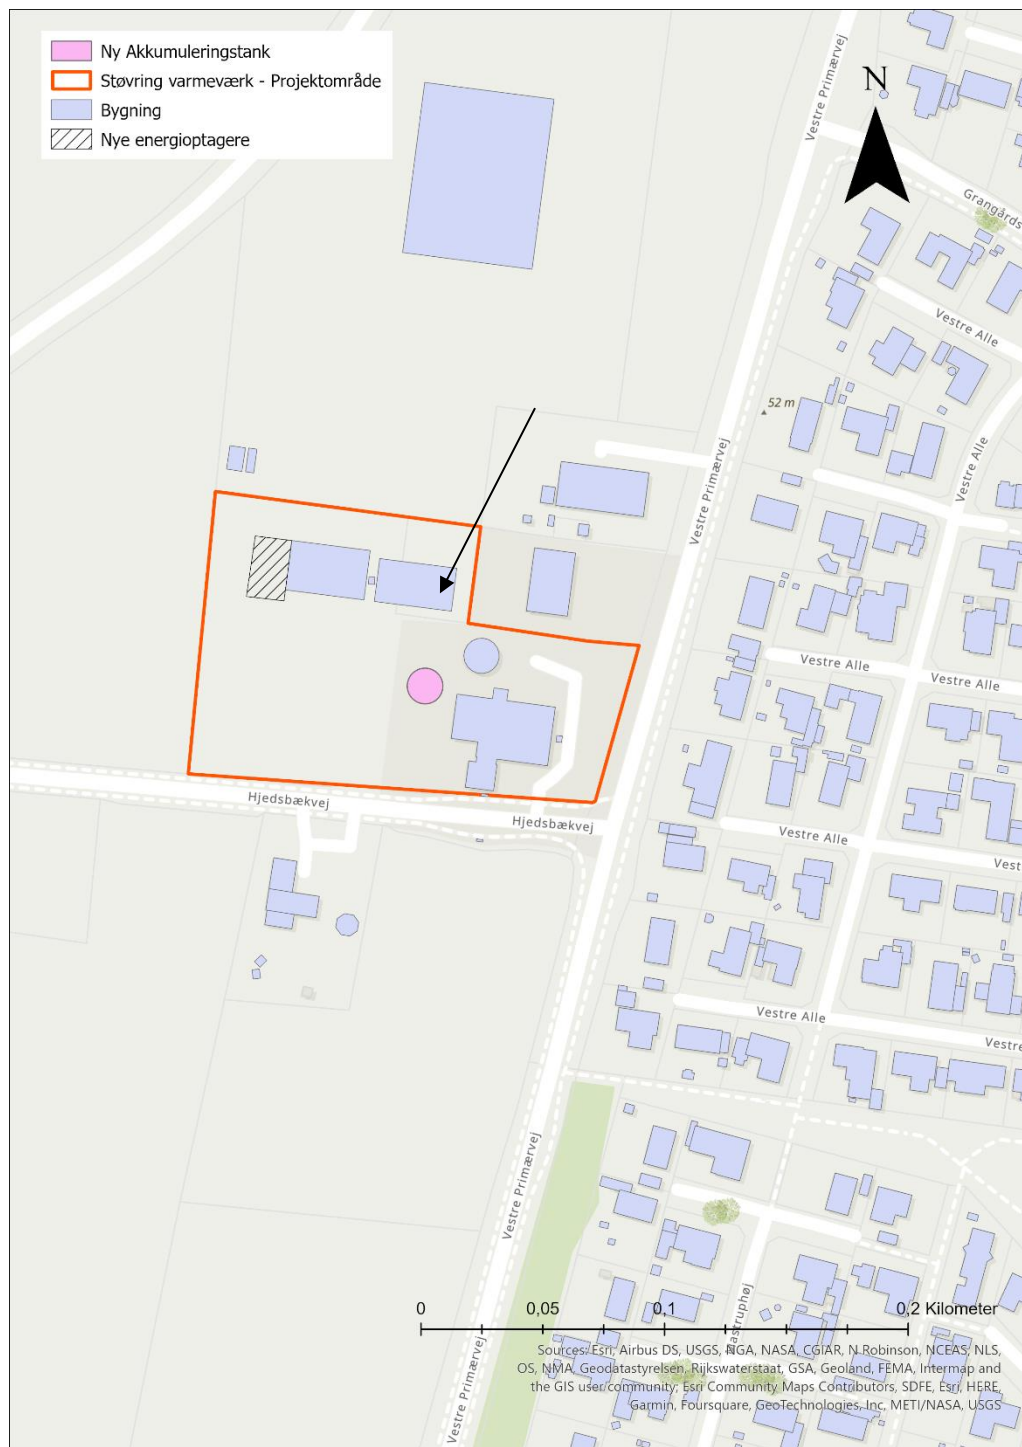 Ny Akkumuleringstank
Støvring varmeværk - Projektområde
Bygning
Nye energioptagere
N
Vestre Primærvej
Grangårds
Vestre Alle
52 m
Vestre Alle
Vestre Primærvej
Vestre Alle
Vestre Alle
Hjedsbækvej
Hjedsbækvej
Vestre Alle
Vest
Vestre Alle
Vestre
Vestre Primærvej
Mastruphøj
Vestre Primærvej
0 0,05 0,1 0,2 Kilometer
Sources: Esri, Airbus DS, USGS, NGA, NASA, CGIAR, N Robinson, NCEAS, NLS,
OS, NMA, Geodatastyrelsen, Rijkswaterstaat, GSA, Geoland, FEMA, Intermap and
the GIS user community, Esri Community Maps Contributors, SDFE, Esri, HERE,
Garmin, Foursquare, GeoTechnologies, Inc, METI/NASA, USGS